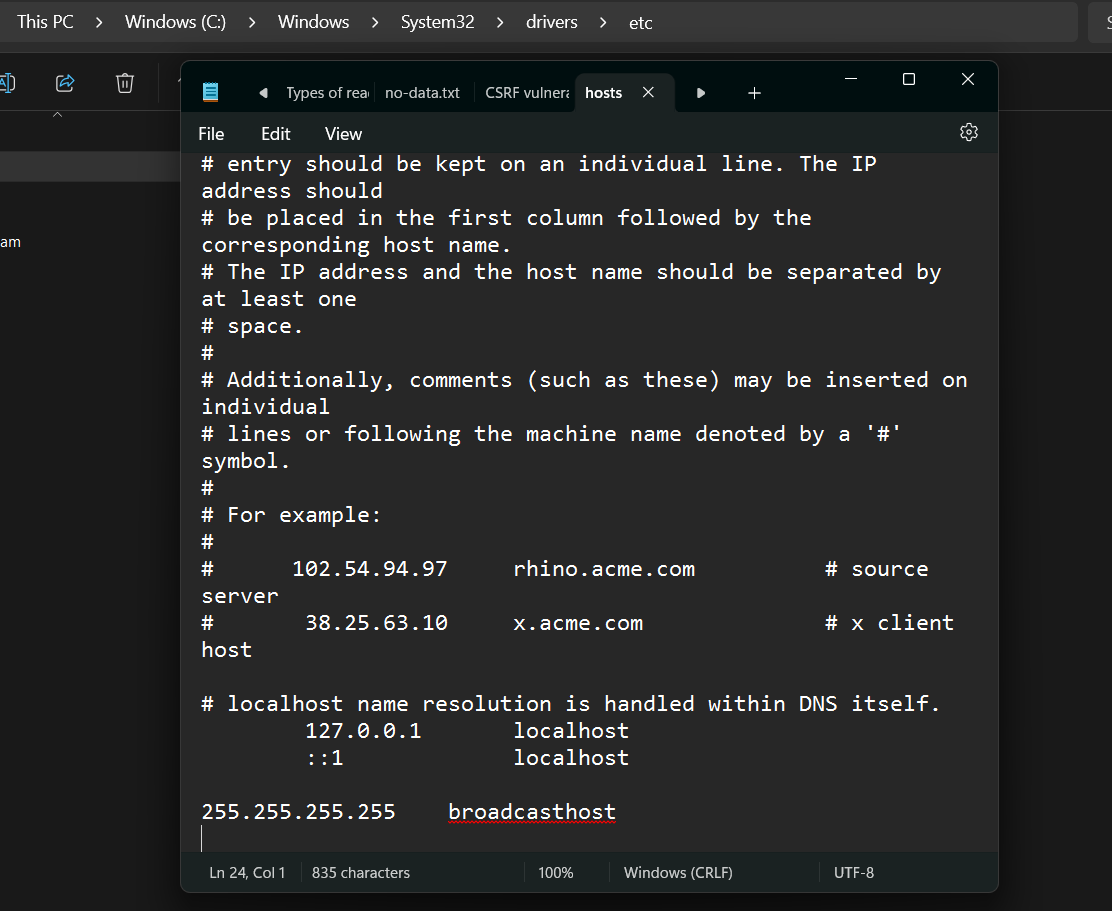 This PC > Windows (C:) > Windows > System32 > drivers > etc
Types of rea no-data.txt CSRF vulnera hosts
File Edit View
am
# entry should be kept on an individual line. The IP
address should
# be placed in the first column followed by the
corresponding host name.
# The IP address and the host name should be separated by
at least one
# space.
#
# Additionally, comments (such as these) may be inserted on
individual
# lines or following the machine name denoted by a '#'
symbol.
#
# For example:
#
#      102.54.94.97     rhino.acme.com          # source
server
#       38.25.63.10     x.acme.com              # x client
host

# localhost name resolution is handled within DNS itself.
        127.0.0.1       localhost
        ::1             localhost

255.255.255.255    broadcasthost
Ln 24, Col 1 835 characters 100% Windows (CRLF) UTF-8